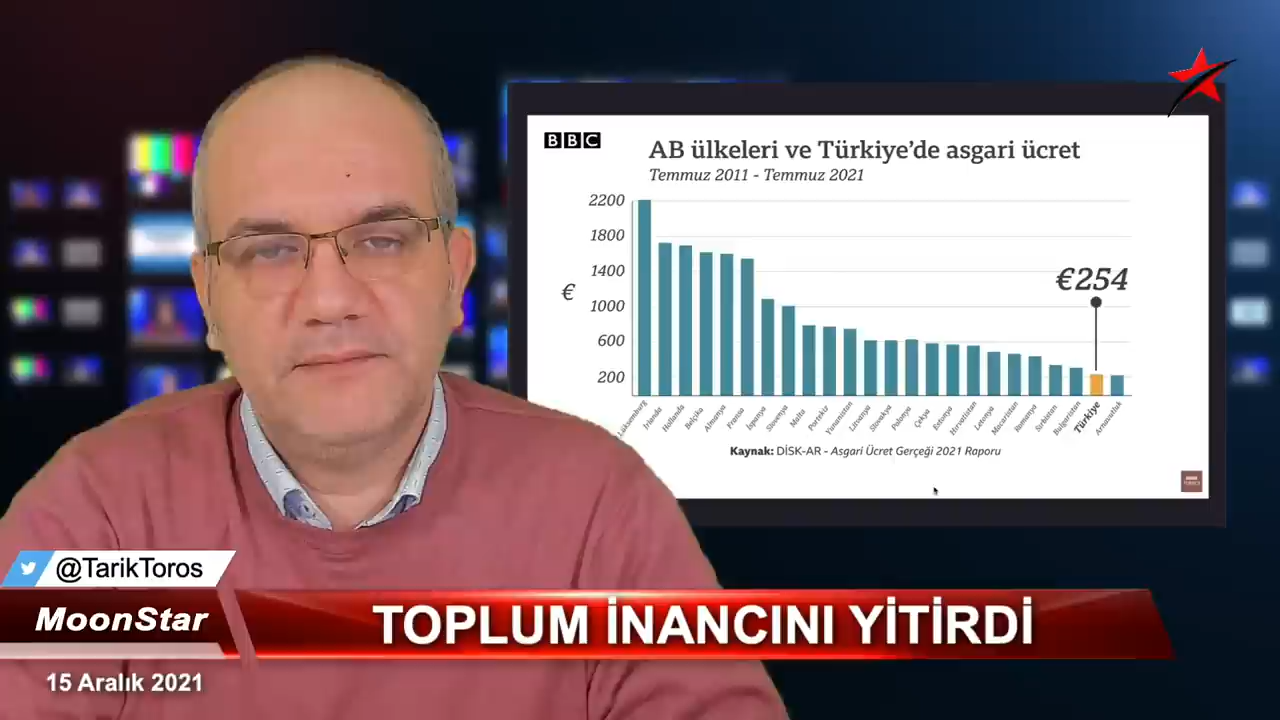 BBC
AB ülkeleri ve Türkiye'de asgari ücret
Temmuz 2011 - Temmuz 2021
2200
1800
€254
1400
€
1000
600
200
Lüksemburg İrlanda Hollanda Belçika Almanya Fransa İspanya Slovenya Malta Portekiz Yunanistan Litvanya Slovakya Polonya Çekya Estonya Hırvatistan Letonya Macaristan Romanya Sırbistan Bulgaristan Türkiye Arnavutluk
Kaynak: DİSK-AR - Asgari Ücret Gerçeği 2021 Raporu
@TarikToros
MoonStar
TOPLUM İNANCINI YİTİRDİ
15 Aralık 2021